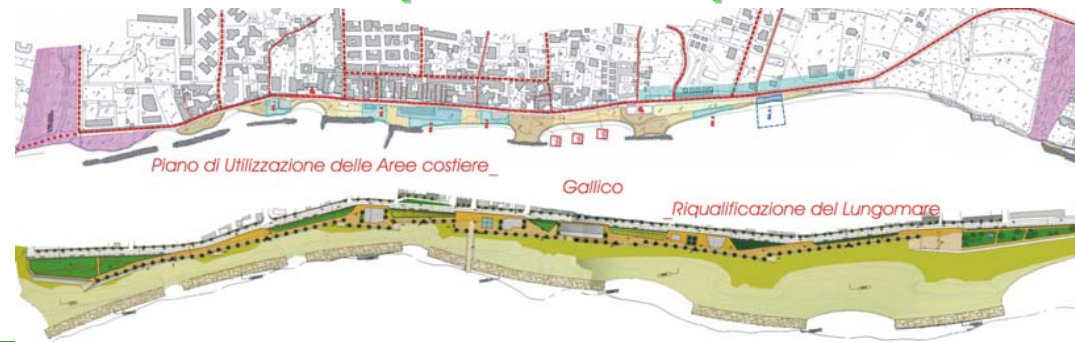 Piano di Utilizzazione delle Aree costiere_
Gallico
_Riqualificazione del Lungomare